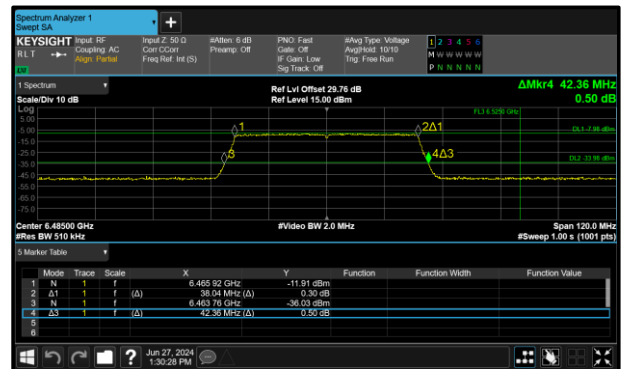 Spectrum Analyzer 1
Swept SA
+
KEYSIGHT Input: RF Input Z: 50 Ω #Atten: 6 dB PNO: Fast #Avg Type: Voltage 1 2 3 4 5 6
RLT Coupling: AC Corr CCorr Preamp: Off Gate: Off Avg|Hold: 10/10 M W W W W W
Align: Partial Freq Ref: Int (S) IF Gain: Low Trig: Free Run
Sig Track: Off P N N N N N
1 Spectrum Ref Lvl Offset 29.76 dB ΔMkr4 42.36 MHz
Scale/Div 10 dB Ref Level 15.00 dBm 0.50 dB
Log FL3 6.5250 GHz
5.00
-5.00 1 2Δ1 DL1 -7.98 dBm
-15.0
-25.0 3 4Δ3
-35.0 DL2 -33.98 dBm
-45.0
-55.0
-65.0
-75.0
Center 6.48500 GHz #Video BW 2.0 MHz Span 120.0 MHz
#Res BW 510 kHz #Sweep 1.00 s (1001 pts)
5 Marker Table
Mode Trace Scale X Y Function Function Width Function Value
1 N 1 f 6.465 92 GHz -11.91 dBm
2 Δ1 1 f (Δ) 38.04 MHz (Δ) 0.30 dB
3 N 1 f 6.463 76 GHz -36.03 dBm
4 Δ3 1 f (Δ) 42.36 MHz (Δ) 0.50 dB
5
6
? Jun 27, 2024
1:30:28 PM